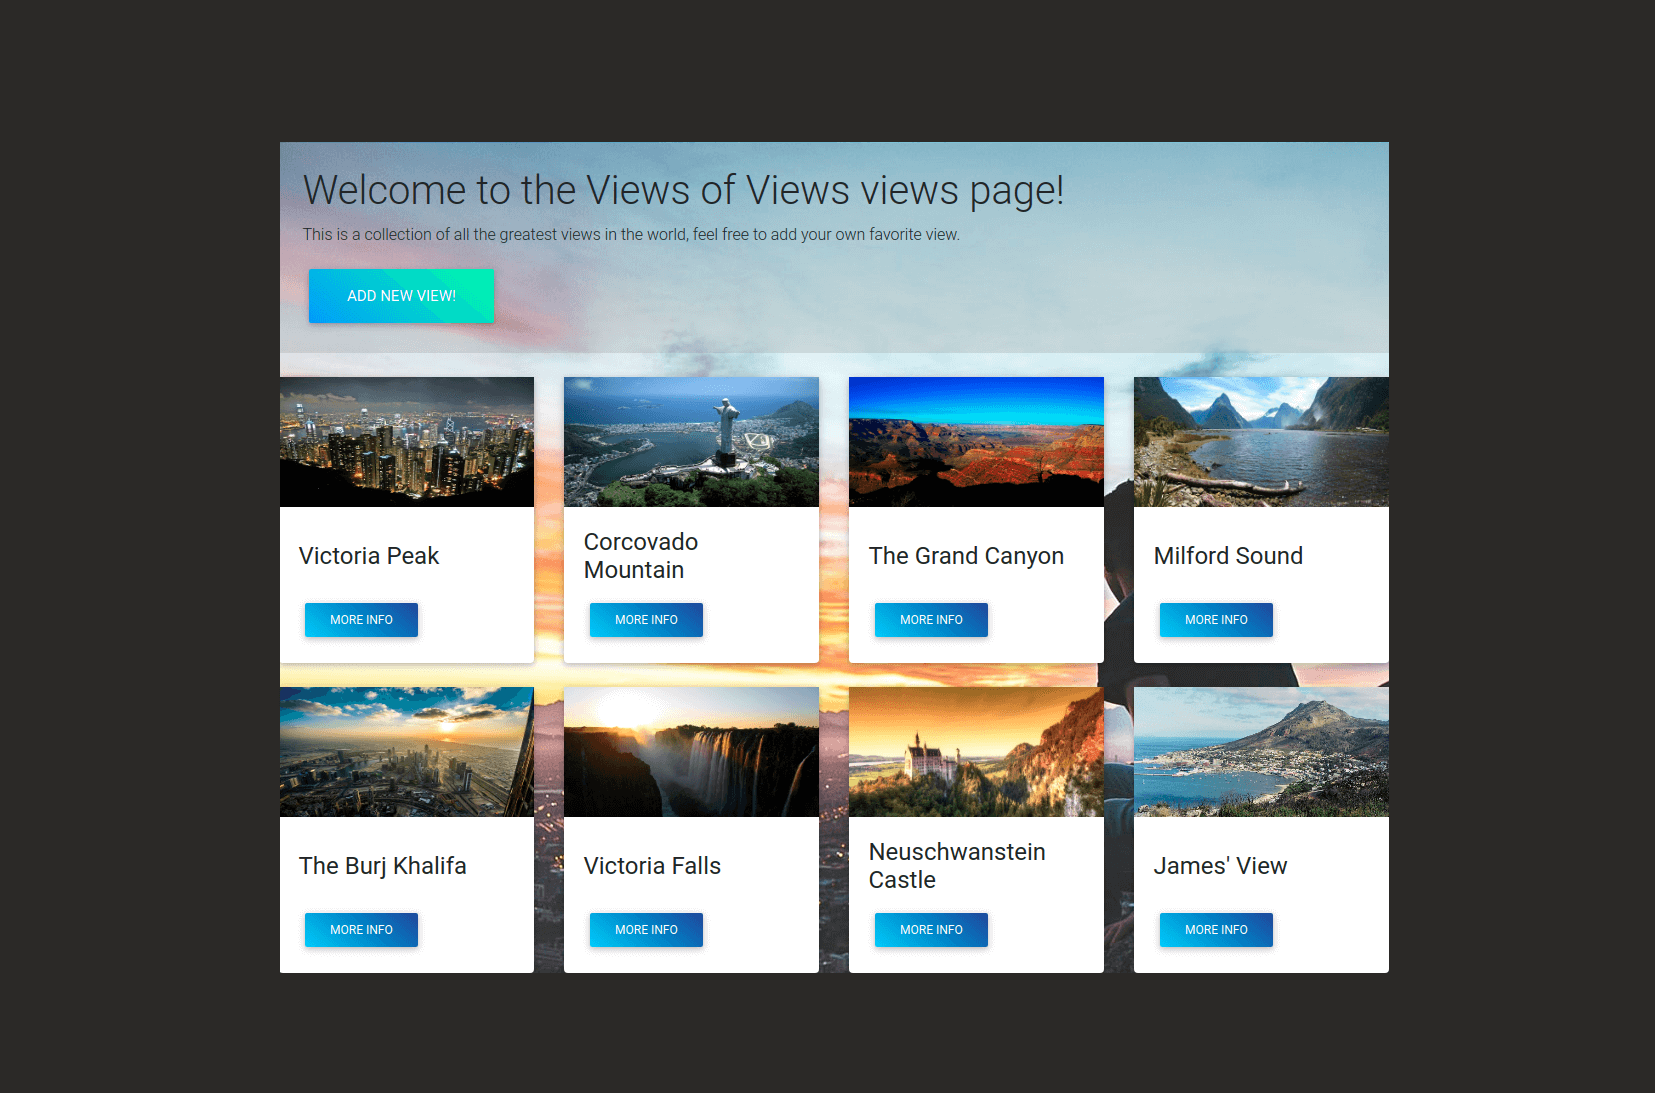 Welcome to the Views of Views views page!
This is a collection of all the greatest views in the world, feel free to add your own favorite view.
ADD NEW VIEW!
Victoria Peak
MORE INFO
Corcovado
Mountain
MORE INFO
The Grand Canyon
MORE INFO
Milford Sound
MORE INFO
The Burj Khalifa
MORE INFO
Victoria Falls
MORE INFO
Neuschwanstein
Castle
MORE INFO
James' View
MORE INFO